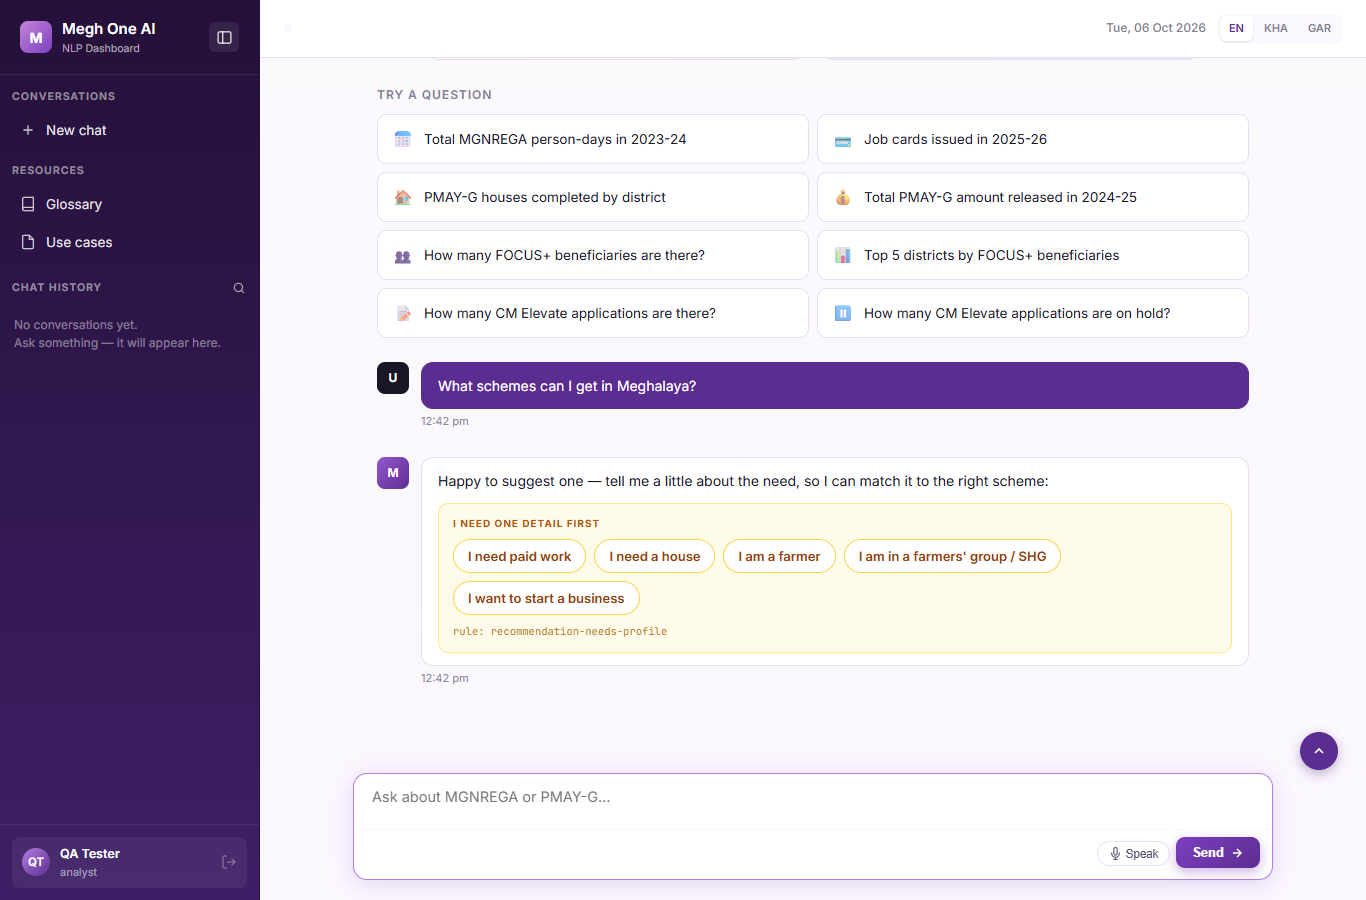 M
Megh One AI
NLP Dashboard
CONVERSATIONS
+ New chat
RESOURCES
Glossary
Use cases
CHAT HISTORY
No conversations yet.
Ask something — it will appear here.
QT
QA Tester
analyst
Tue, 06 Oct 2026
EN KHA GAR
TRY A QUESTION
Total MGNREGA person-days in 2023-24
Job cards issued in 2025-26
PMAY-G houses completed by district
Total PMAY-G amount released in 2024-25
How many FOCUS+ beneficiaries are there?
Top 5 districts by FOCUS+ beneficiaries
How many CM Elevate applications are there?
How many CM Elevate applications are on hold?
U
What schemes can I get in Meghalaya?
12:42 pm
M
Happy to suggest one — tell me a little about the need, so I can match it to the right scheme:
I NEED ONE DETAIL FIRST
I need paid work
I need a house
I am a farmer
I am in a farmers' group / SHG
I want to start a business
rule: recommendation-needs-profile
12:42 pm
Ask about MGNREGA or PMAY-G...
Speak
Send →